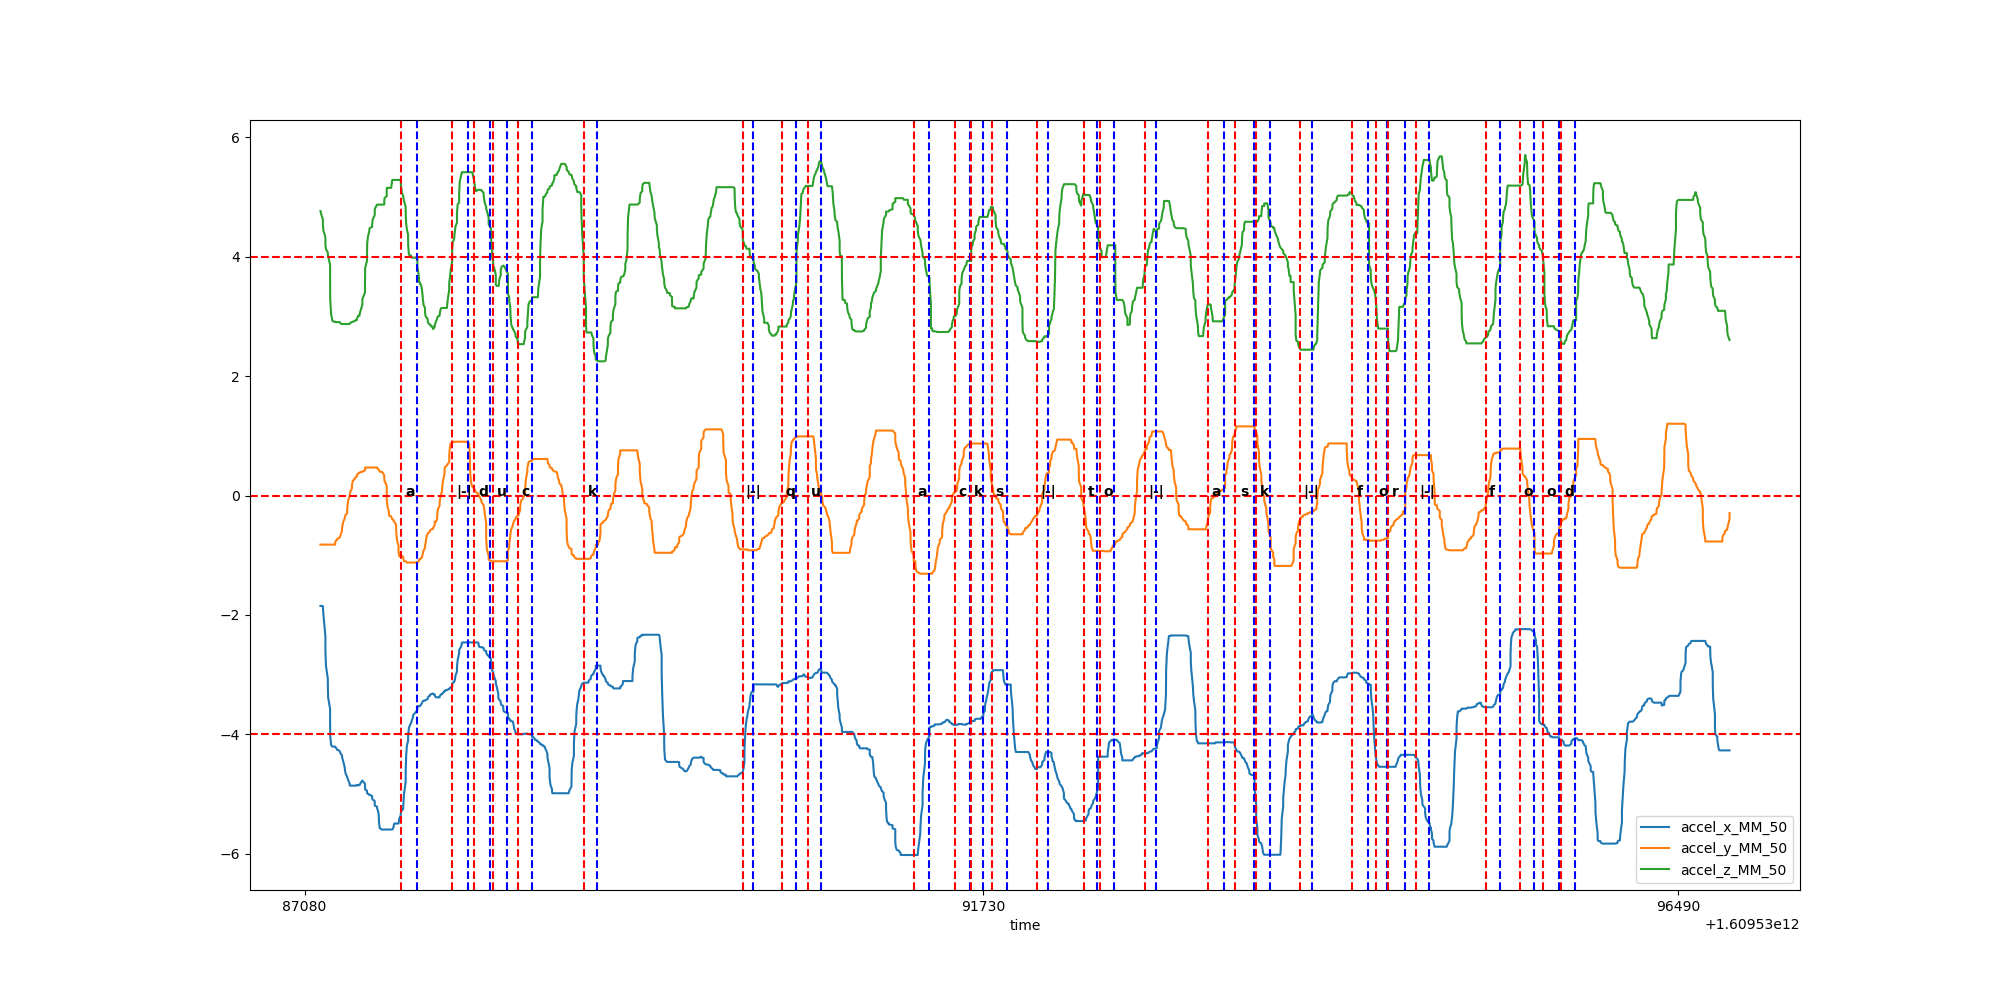 6
4
2
0
−2
−4
−6
a |-| d u c k |-| q u a c k s |-| t o |-| a s k |-| f o r |-| f o o d
accel_x_MM_50
accel_y_MM_50
accel_z_MM_50
87080 91730 96490
time
+1.60953e12